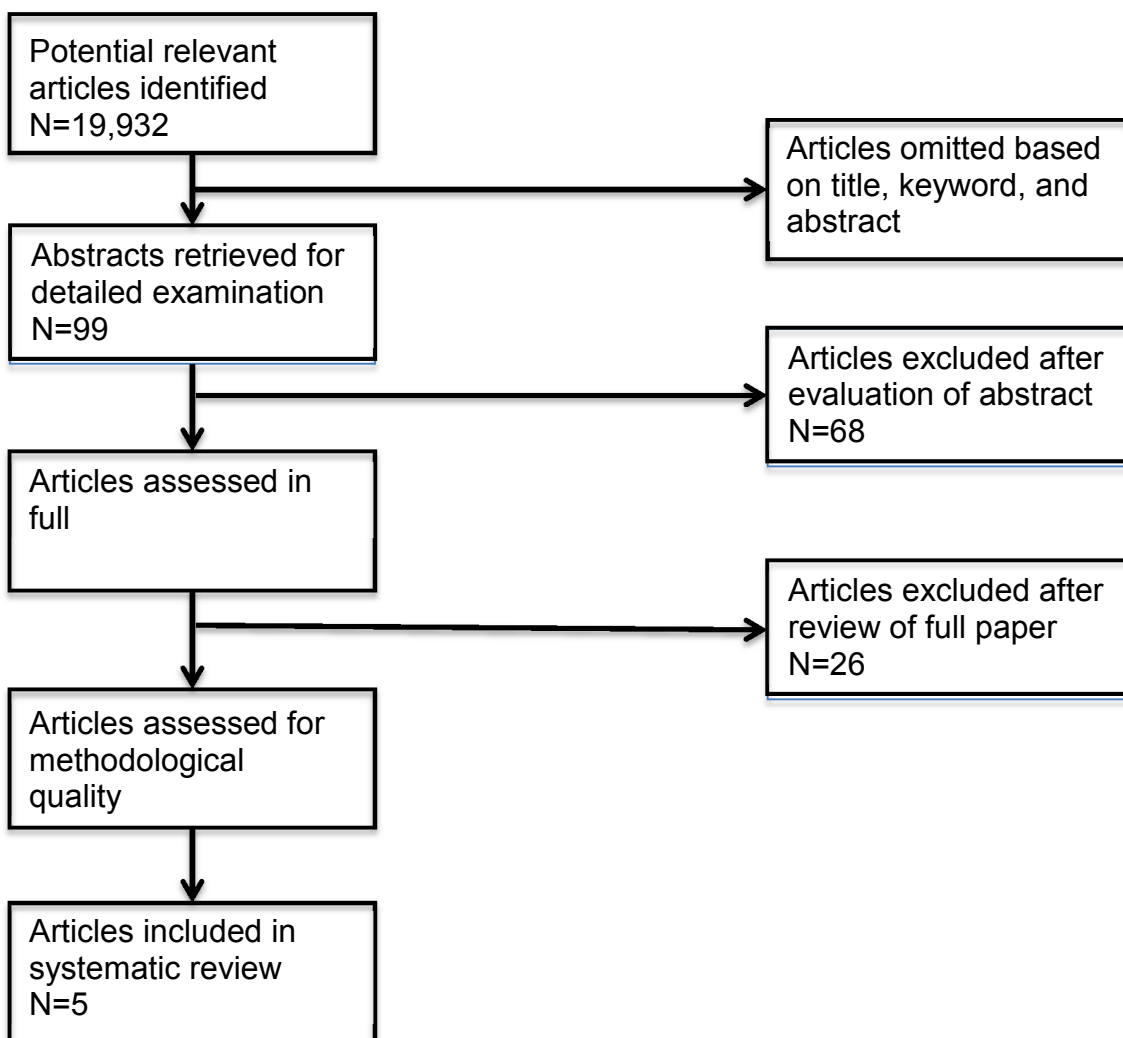 Potential relevant
articles identified
N=19,932
Articles omitted based
on title, keyword, and
abstract
Abstracts retrieved for
detailed examination
N=99
Articles excluded after
evaluation of abstract
N=68
Articles assessed in
full
Articles excluded after
review of full paper
N=26
Articles assessed for
methodological
quality
Articles included in
systematic review
N=5